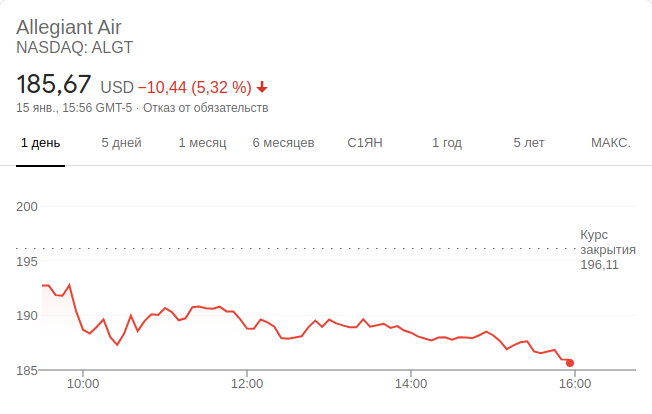 Allegiant Air
NASDAQ: ALGT
185,67 USD −10,44 (5,32 %)
15 янв., 15:56 GMT-5 · Отказ от обязательств
1 день 5 дней 1 месяц 6 месяцев С1ЯН 1 год 5 лет МАКС.
200
Курс
закрытия
196,11
195
190
185
10:00 12:00 14:00 16:00